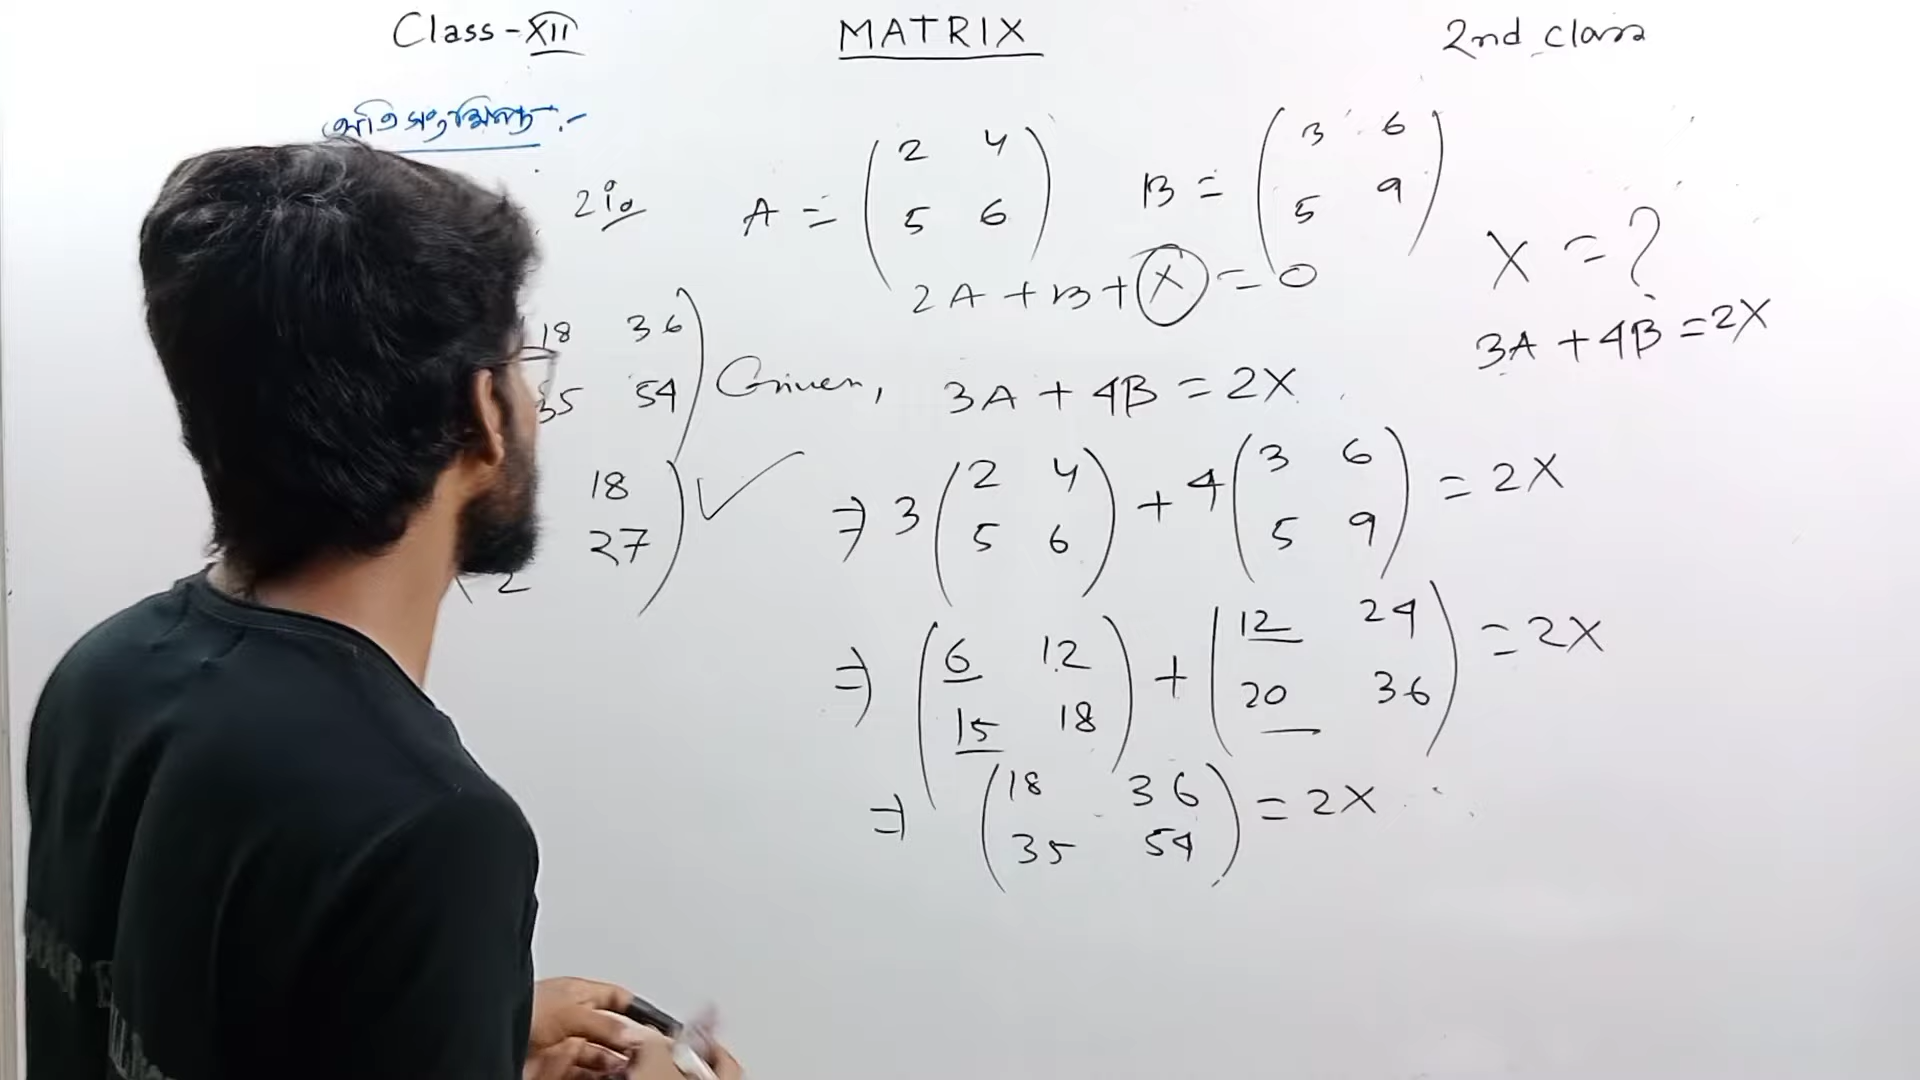 Class - XII
MATRIX
2nd class
2i.
A = ( 2 4
5 6 )
B = ( 3 6
5 9 )
2A + B + X = 0
X = ?
3A + 4B = 2X
18 36
35 54 )
18
27 ) ✓
2
Given, 3A + 4B = 2X
⇒ 3 ( 2 4
5 6 ) + 4 ( 3 6
5 9 ) = 2X
⇒ ( 6 12
15 18 ) + ( 12 24
20 36 ) = 2X
⇒ ( 18 36
35 54 ) = 2X